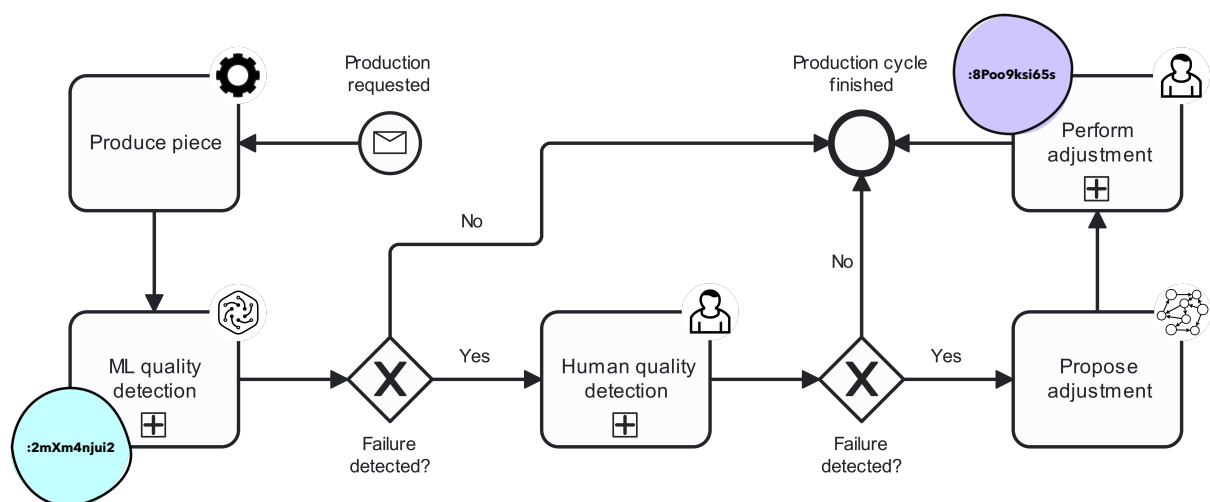 Production
requested
Production cycle
finished
:8Poo9ksi65s
Produce piece
Perform
adjustment
No
No
ML quality
detection
:2mXm4njui2
Yes
Human quality
detection
Yes
Propose
adjustment
X
X
Failure
detected?
Failure
detected?